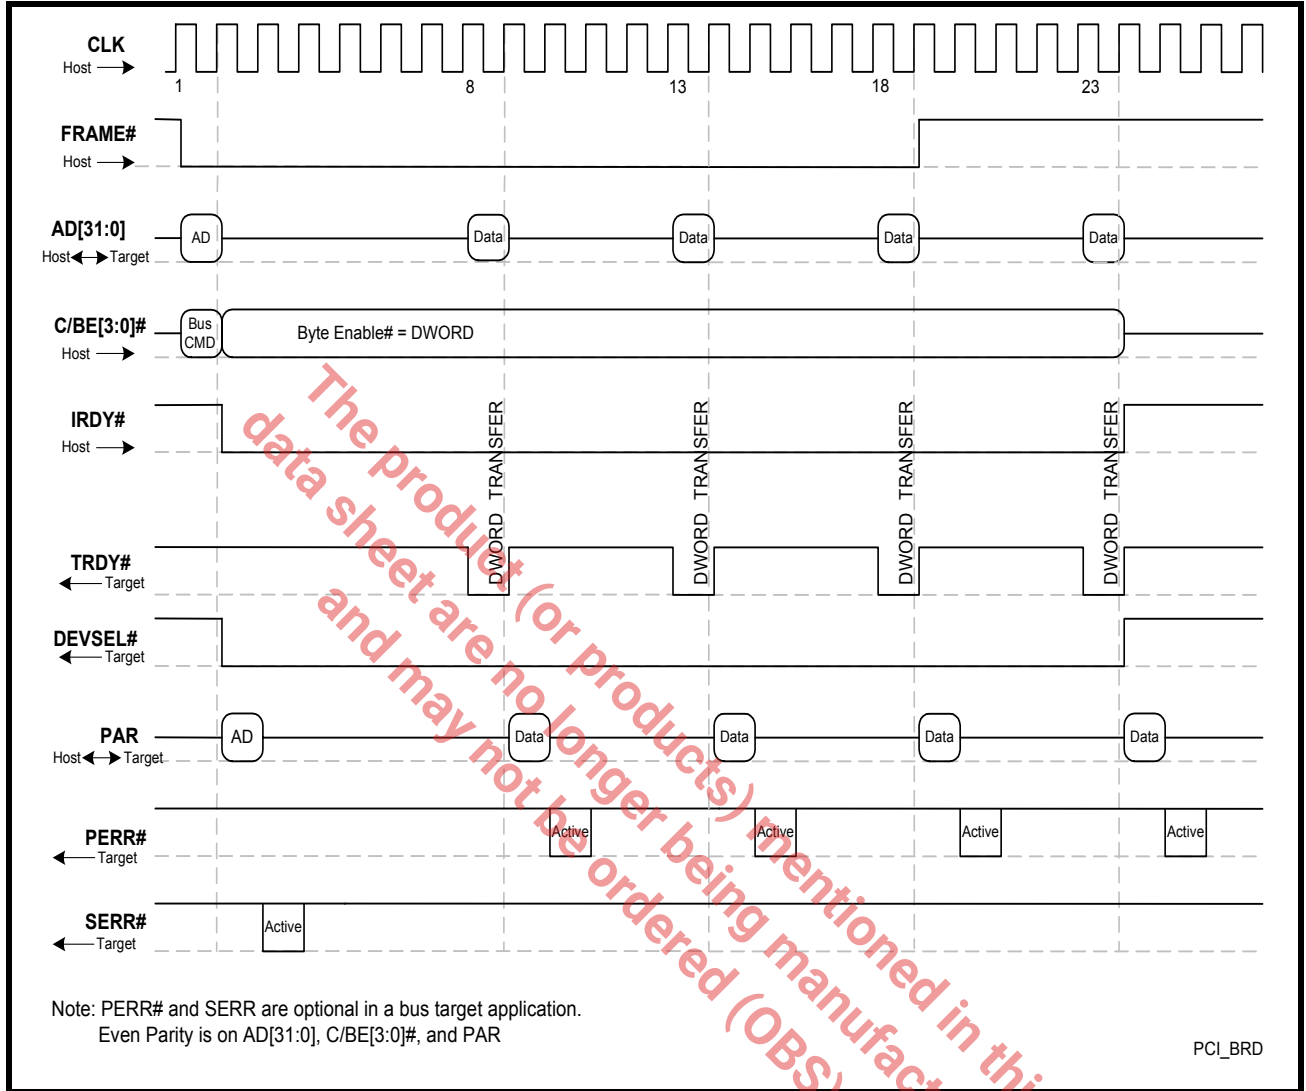 CLK
Host
1 8 13 18 23
FRAME#
Host
AD[31:0]
Host Target
AD Data Data Data Data
C/BE[3:0]#
Host
Bus
CMD
Byte Enable# = DWORD
IRDY#
Host
DWORD TRANSFER
DWORD TRANSFER
DWORD TRANSFER
DWORD TRANSFER
TRDY#
Target
DEVSEL#
Target
PAR
Host Target
AD Data Data Data Data
PERR#
Target
Active Active Active Active
SERR#
Target
Active
Note: PERR# and SERR are optional in a bus target application.
Even Parity is on AD[31:0], C/BE[3:0]#, and PAR
PCI_BRD
The product (or products) mentioned in thi
data sheet are no longer being manufact
and may not be ordered (OBS)